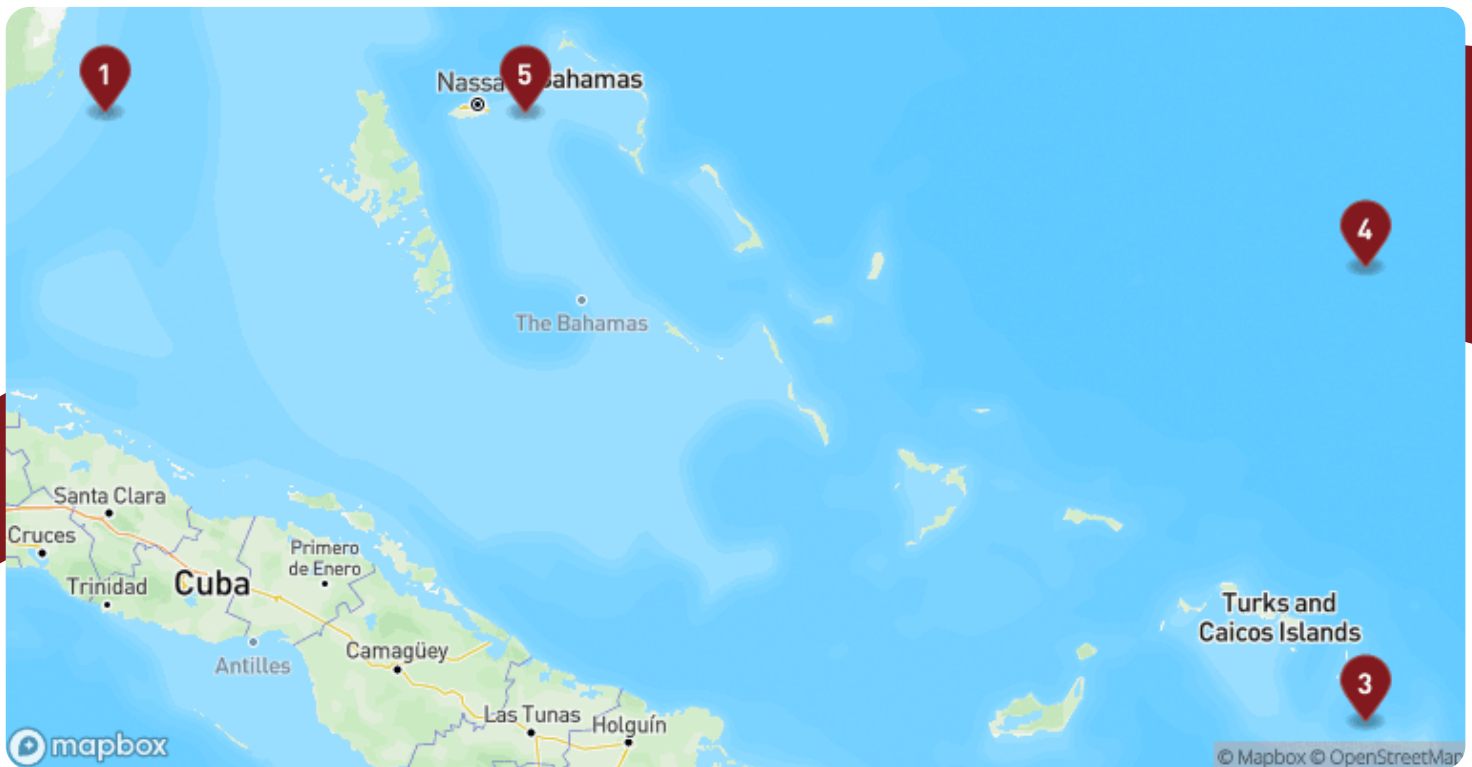 1
Nassa
5
Bahamas
4
The Bahamas
Santa Clara
Cruces
Primero
de Enero
Trinidad
Cuba
Turks and
Caicos Islands
Antilles
Camagüey
3
Las Tunas
Holguín
mapbox
© Mapbox © OpenStreetMap